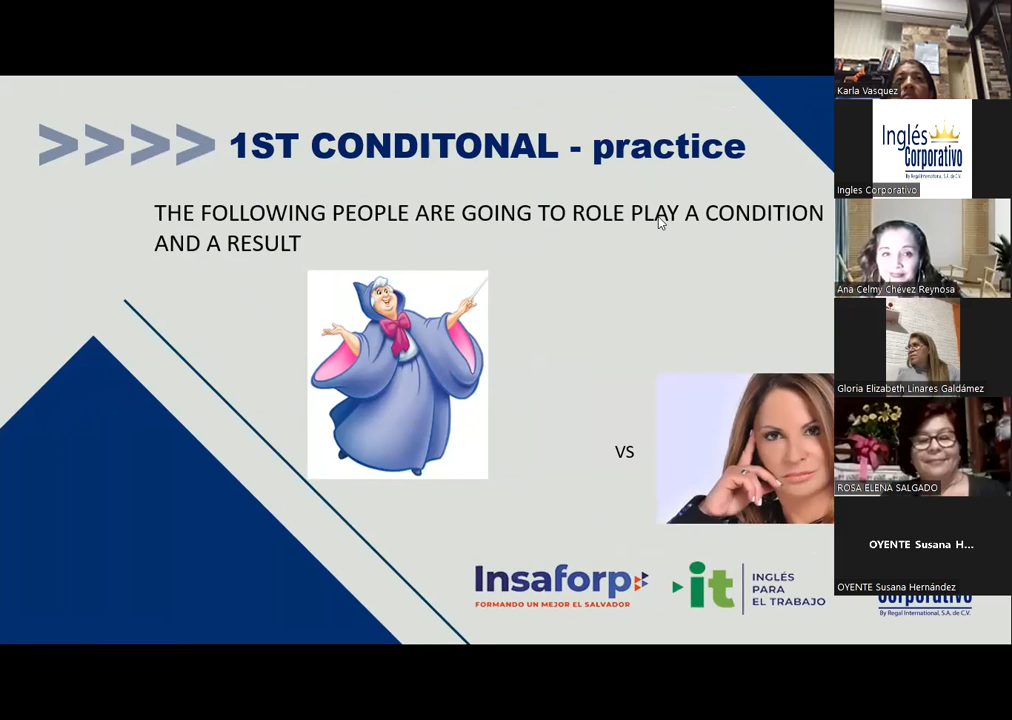 >>>> 1ST CONDITONAL - practice
THE FOLLOWING PEOPLE ARE GOING TO ROLE PLAY A CONDITION
AND A RESULT
VS
Insaforp
FORMANDO UN MEJOR EL SALVADOR
it
INGLÉS
PARA
EL TRABAJO
Corporativo
By Regal International, S.A. de C.V.
Karla Vasquez
Inglés
Corporativo
By Regal International, S.A. de C.V.
Ingles Corporativo
Ana Celmy Chévez Reynosa
Gloria Elizabeth Linares Galdámez
ROSA ELENA SALGADO
OYENTE Susana H...
OYENTE Susana Hernández